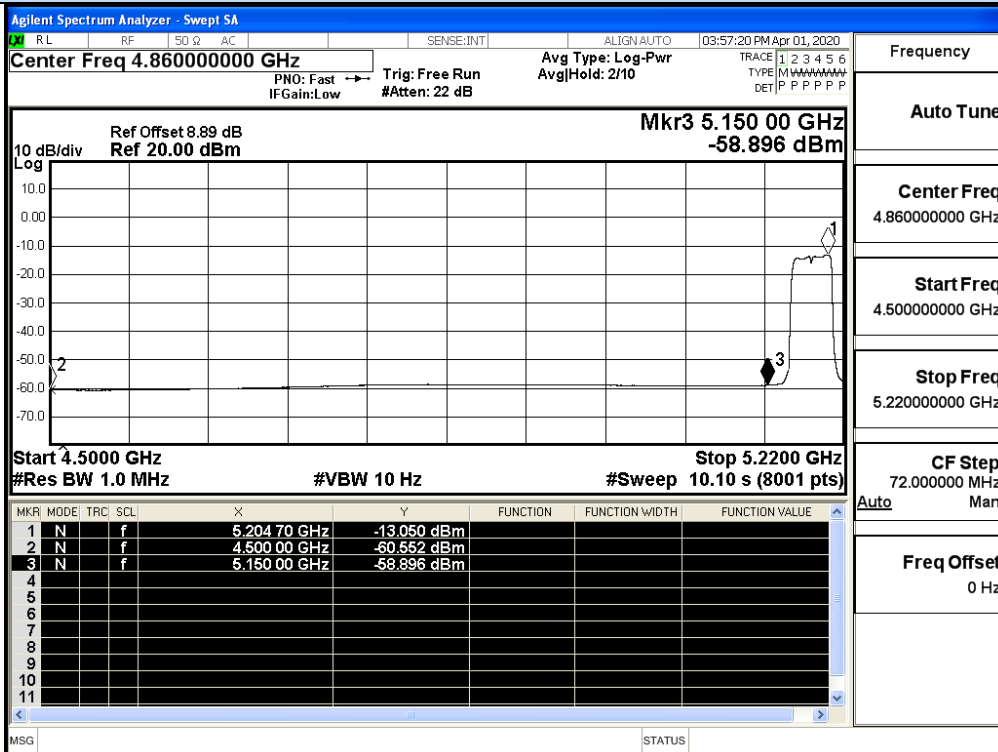 Agilent Spectrum Analyzer - Swept SA
LXI RL RF 50 Ω AC SENSE:INT ALIGN AUTO 03:57:20 PM Apr 01, 2020
Center Freq 4.860000000 GHz
PNO: Fast
IFGain:Low
Trig: Free Run
#Atten: 22 dB
Avg Type: Log-Pwr
Avg|Hold: 2/10
TRACE 1 2 3 4 5 6
TYPE M W W W W W
DET P P P P P P
Ref Offset 8.89 dB
10 dB/div Ref 20.00 dBm
Log
Mkr3 5.150 00 GHz
-58.896 dBm
10.0
0.00
-10.0
-20.0
-30.0
-40.0
-50.0
-60.0
-70.0
1
2
3
Start 4.5000 GHz Stop 5.2200 GHz
#Res BW 1.0 MHz #VBW 10 Hz #Sweep 10.10 s (8001 pts)
MKR MODE TRC SCL X Y FUNCTION FUNCTION WIDTH FUNCTION VALUE
1 N f 5.204 70 GHz -13.050 dBm
2 N f 4.500 00 GHz -60.552 dBm
3 N f 5.150 00 GHz -58.896 dBm
4
5
6
7
8
9
10
11
MSG STATUS
Frequency
Auto Tune
Center Freq
4.860000000 GHz
Start Freq
4.500000000 GHz
Stop Freq
5.220000000 GHz
CF Step
72.000000 MHz
Auto Man
Freq Offset
0 Hz